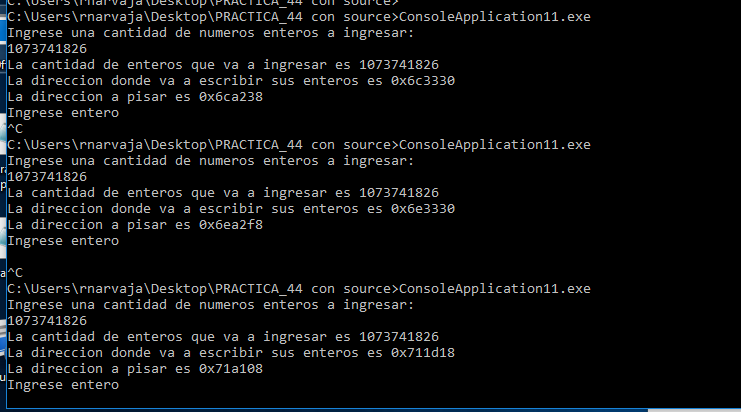 C:\Users\rnarvaja\Desktop\PRACTICA_44 con source>
C:\Users\rnarvaja\Desktop\PRACTICA_44 con source>ConsoleApplication11.exe
Ingrese una cantidad de numeros enteros a ingresar:
1073741826
La cantidad de enteros que va a ingresar es 1073741826
La direccion donde va a escribir sus enteros es 0x6c3330
La direccion a pisar es 0x6ca238
Ingrese entero
^C
C:\Users\rnarvaja\Desktop\PRACTICA_44 con source>ConsoleApplication11.exe
Ingrese una cantidad de numeros enteros a ingresar:
1073741826
La cantidad de enteros que va a ingresar es 1073741826
La direccion donde va a escribir sus enteros es 0x6e3330
La direccion a pisar es 0x6ea2f8
Ingrese entero
^C
C:\Users\rnarvaja\Desktop\PRACTICA_44 con source>ConsoleApplication11.exe
Ingrese una cantidad de numeros enteros a ingresar:
1073741826
La cantidad de enteros que va a ingresar es 1073741826
La direccion donde va a escribir sus enteros es 0x711d18
La direccion a pisar es 0x71a108
Ingrese entero